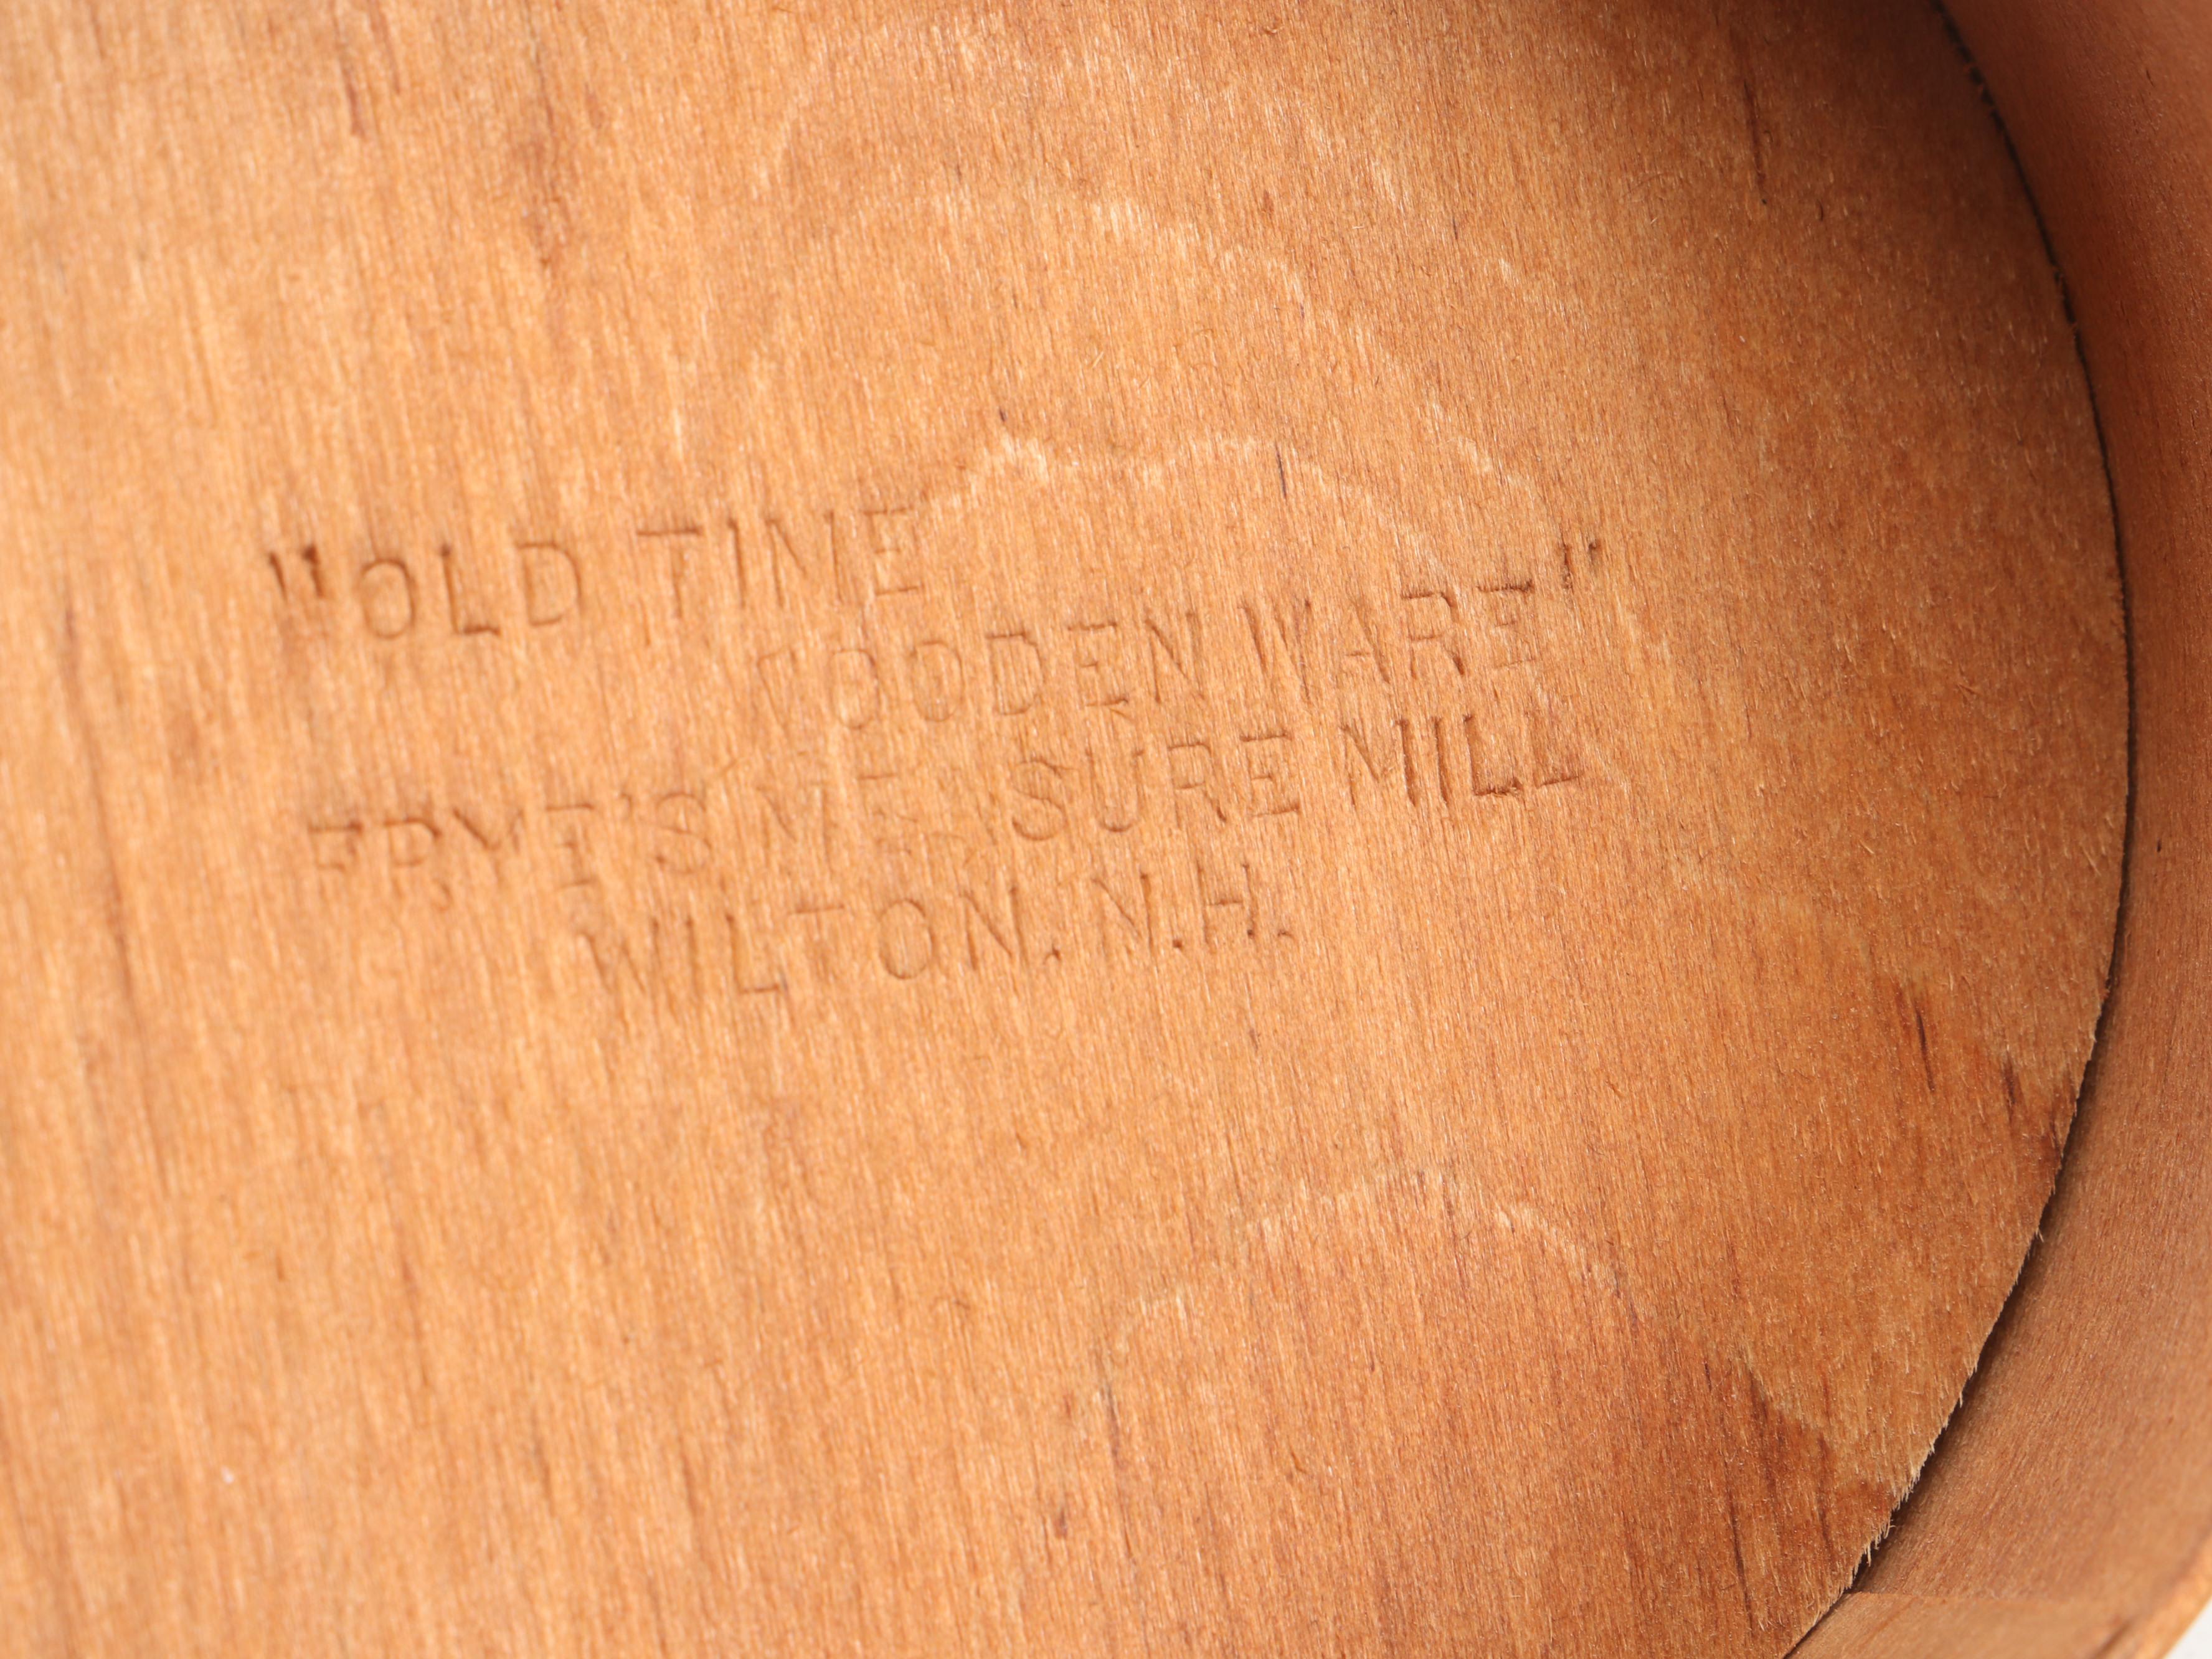 "OLD TIME
WOODEN WARE"
FRYE'S MEASURE MILL
WILTON, N.H.